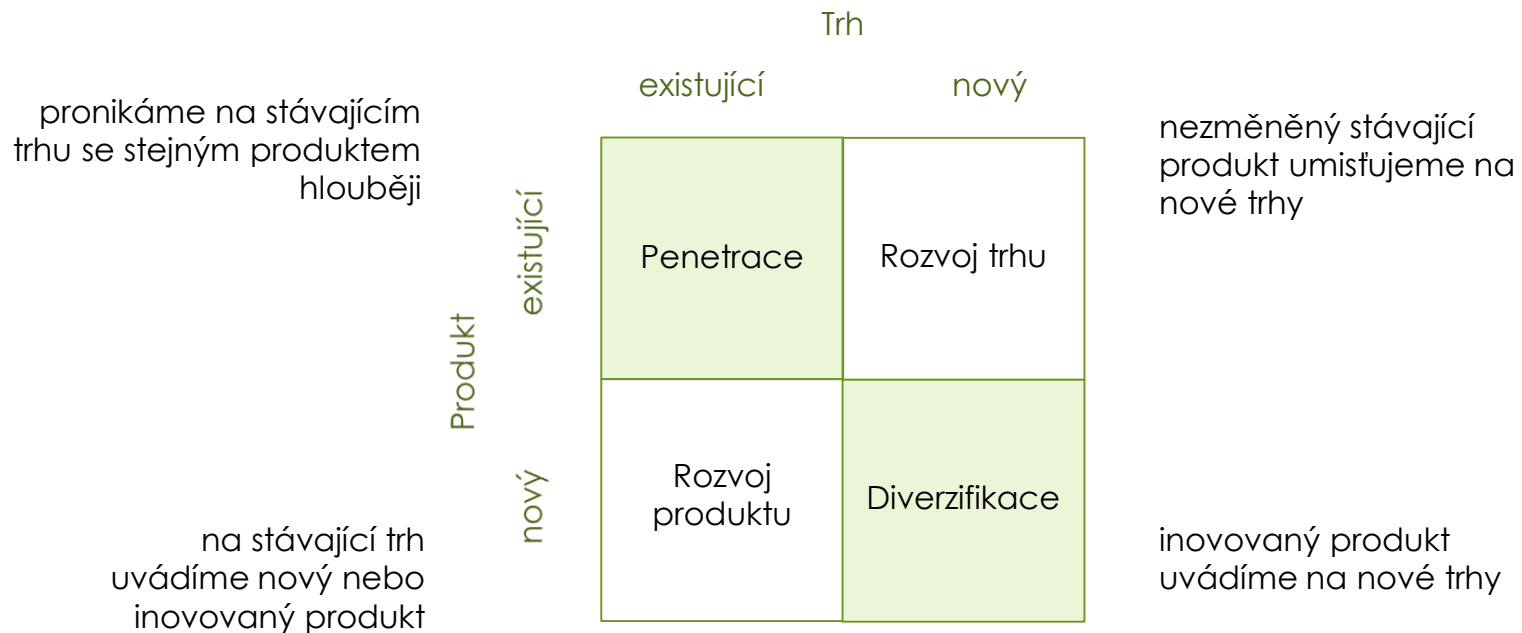 Trh
existující
nový
pronikáme na stávajícím
trhu se stejným produktem
hlouběji
nezměněný stávající
produkt umisťujeme na
nové trhy
Produkt
existující
Penetrace
Rozvoj trhu
nový
Rozvoj
produktu
Diverzifikace
na stávající trh
uvádíme nový nebo
inovovaný produkt
inovovaný produkt
uvádíme na nové trhy